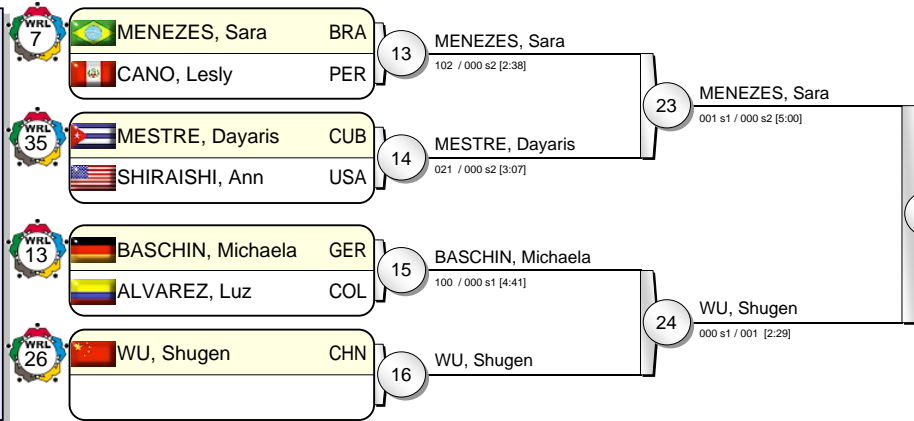 WRL
7
MENEZES, Sara BRA
CANO, Lesly PER
13
MENEZES, Sara
102 / 000 s2 [2:38]
WRL
35
MESTRE, Dayaris CUB
SHIRAISHI, Ann USA
14
MESTRE, Dayaris
021 / 000 s2 [3:07]
23
MENEZES, Sara
001 s1 / 000 s2 [5:00]
WRL
13
BASCHIN, Michaela GER
ALVAREZ, Luz COL
15
BASCHIN, Michaela
100 / 000 s1 [4:41]
WRL
26
WU, Shugen CHN
16
WU, Shugen
24
WU, Shugen
000 s1 / 001 [2:29]